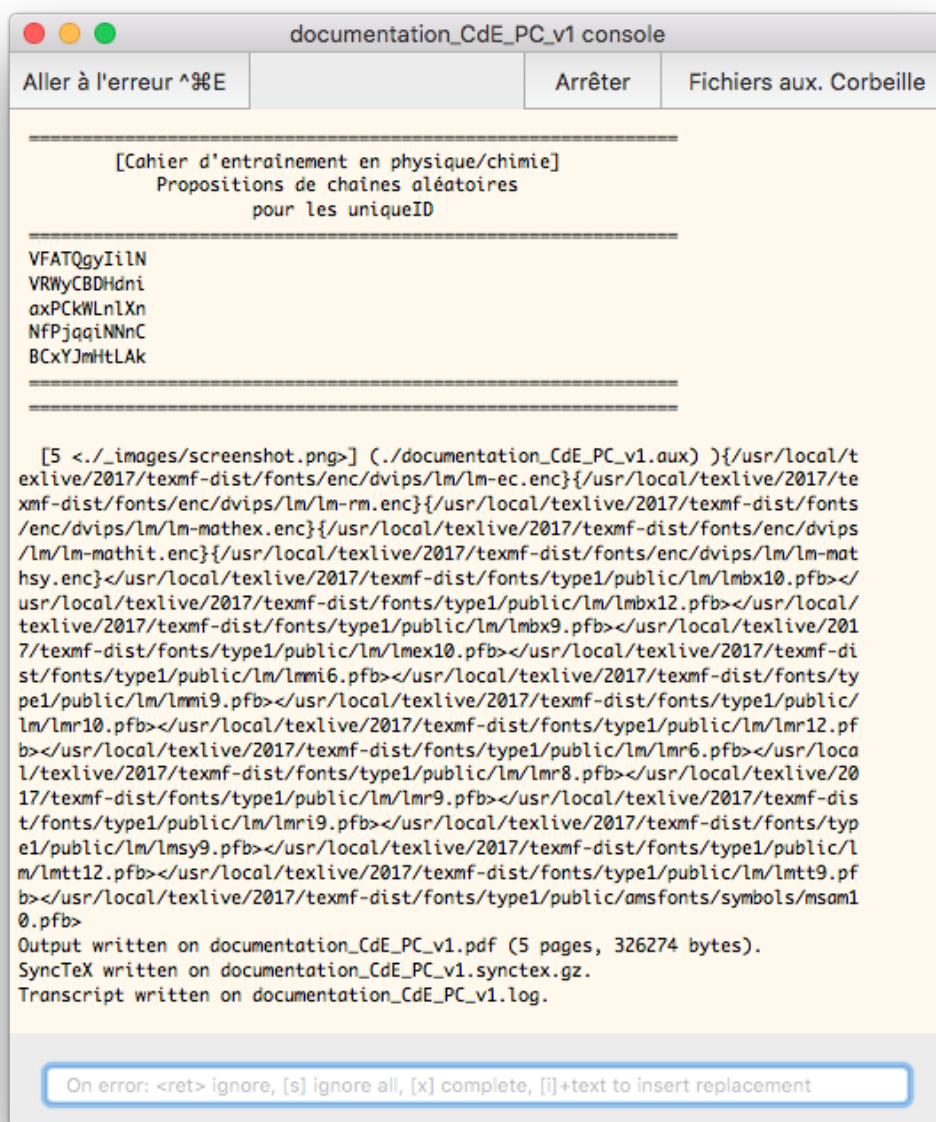 documentation_CdE_PC_v1 console
Aller à l'erreur ^⌘E Arrêter Fichiers aux. Corbeille
==============================================================
[Cahier d'entraînement en physique/chimie]
Propositions de chaînes aléatoires
pour les uniqueID
==============================================================
VFATQgyIilN
VRWyCBDHdni
axPCkWLnlXn
NfPjqqiNNnC
BCxYJmHtLAk
==============================================================
==============================================================
[5 <./_images/screenshot.png>] (./documentation_CdE_PC_v1.aux) ){/usr/local/t
exlive/2017/texmf-dist/fonts/enc/dvips/lm/lm-ec.enc}{/usr/local/texlive/2017/te
xmf-dist/fonts/enc/dvips/lm/lm-rm.enc}{/usr/local/texlive/2017/texmf-dist/fonts
/enc/dvips/lm/lm-mathex.enc}{/usr/local/texlive/2017/texmf-dist/fonts/enc/dvips
/lm/lm-mathit.enc}{/usr/local/texlive/2017/texmf-dist/fonts/enc/dvips/lm/lm-mat
hsy.enc}</usr/local/texlive/2017/texmf-dist/fonts/type1/public/lm/lmbx10.pfb></
usr/local/texlive/2017/texmf-dist/fonts/type1/public/lm/lmbx12.pfb></usr/local/
texlive/2017/texmf-dist/fonts/type1/public/lm/lmbx9.pfb></usr/local/texlive/201
7/texmf-dist/fonts/type1/public/lm/lmex10.pfb></usr/local/texlive/2017/texmf-di
st/fonts/type1/public/lm/lmmi6.pfb></usr/local/texlive/2017/texmf-dist/fonts/ty
pe1/public/lm/lmmi9.pfb></usr/local/texlive/2017/texmf-dist/fonts/type1/public/
lm/lmr10.pfb></usr/local/texlive/2017/texmf-dist/fonts/type1/public/lm/lmr12.pf
b></usr/local/texlive/2017/texmf-dist/fonts/type1/public/lm/lmr6.pfb></usr/loca
l/texlive/2017/texmf-dist/fonts/type1/public/lm/lmr8.pfb></usr/local/texlive/20
17/texmf-dist/fonts/type1/public/lm/lmr9.pfb></usr/local/texlive/2017/texmf-dis
t/fonts/type1/public/lm/lmri9.pfb></usr/local/texlive/2017/texmf-dist/fonts/typ
e1/public/lm/lmsy9.pfb></usr/local/texlive/2017/texmf-dist/fonts/type1/public/l
m/lmtt12.pfb></usr/local/texlive/2017/texmf-dist/fonts/type1/public/lm/lmtt9.pf
b></usr/local/texlive/2017/texmf-dist/fonts/type1/public/amsfonts/symbols/msam1
0.pfb>
Output written on documentation_CdE_PC_v1.pdf (5 pages, 326274 bytes).
SyncTeX written on documentation_CdE_PC_v1.synctex.gz.
Transcript written on documentation_CdE_PC_v1.log.
On error: <ret> ignore, [s] ignore all, [x] complete, [i]+text to insert replacement